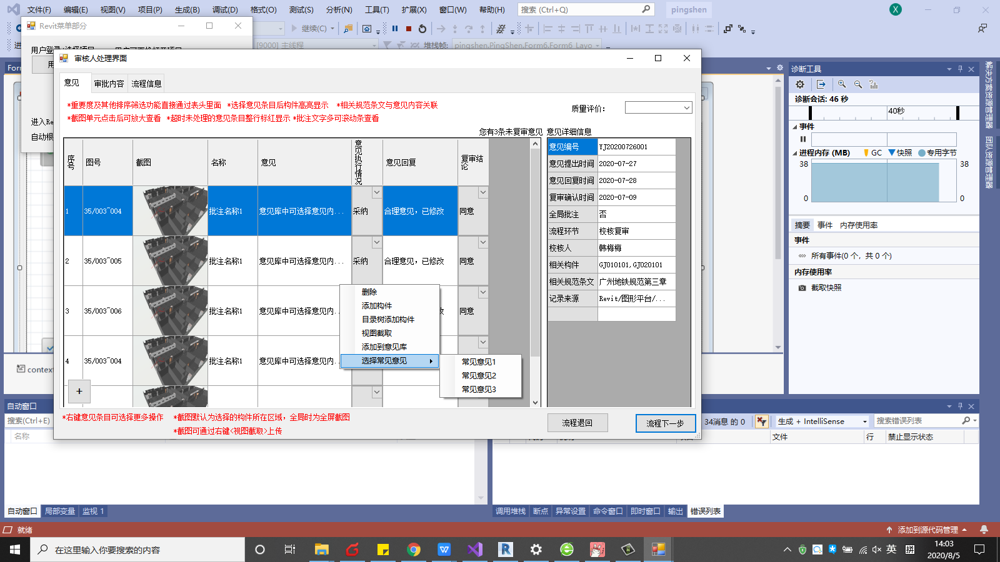 文件(F) 编辑(E) 视图(V) 项目(P) 生成(B) 调试(D) 格式(O) 测试(S) 分析(N) 工具(T) 扩展(X) 窗口(W) 帮助(H) 搜索 (Ctrl+Q) pingshen X
Revit菜单部分
继续(C)
[9000] 主线程 堆栈帧: pingshen.PingShen.Form6.Form6_Layo
审核人处理界面
意见 审批内容 流程信息
*重要度及其他排序筛选功能直接通过表头里面 *选择意见条目后构件高亮显示 *相关规范条文与意见内容关联
*截图单元点击后可放大查看 *超时未处理的意见条目整行标红显示 *批注文字多可滚动条查看
质量评价:
您有3条未复审意见 意见详细信息
序号 图号 截图 名称 意见 意见执行情况 意见回复 复审结论
1 35/003~004 批注名称1 意见库中可选择意见内... 采纳 合理意见，已修改 同意
2 35/003~005 批注名称1 意见库中可选择意见内... 采纳 合理意见，已修改 同意
3 35/003~006 批注名称1 意见库中可选择意见内.. 同意
4 35/003~004 批注名称1 意见库中可选择意见内..
+
删除
添加构件
目录树添加构件
视图截取
添加到意见库
选择常见意见
常见意见1
常见意见2
常见意见3
意见编号 YJ20200726001
意见提出时间 2020-07-27
意见回复时间 2020-07-28
复审确认时间 2020-07-09
全局批注 否
流程环节 校核复审
校核人 韩梅梅
相关构件 GJ010101,GJ020101
相关规范条文 广州地铁规范第三章
记录来源 Revit/图形平台/...
*右键意见条目可选择更多操作 *截图默认为选择的构件所在区域，全局时为全屏截图
*截图可通过右键<视图截取>上传
流程退回 流程下一步
进入Re
自动根
诊断工具
诊断会话: 46 秒
40秒
事件
进程内存 (MB) GC 快照 专用字节
38 38
0 0
摘要 事件 内存使用率
事件
所有事件(0 个，共 0 个)
内存使用率
截取快照
解决方案资源管理器
团队资源管理器
自动窗口
搜索(Ctrl+E)
名称
自动窗口 局部变量 监视 1
34消息 的 0 生成 + IntelliSense 搜索错误列表
文件 行 禁止显示状态
调用堆栈 断点 异常设置 命令窗口 即时窗口 输出 错误列表
就绪 添加到源代码管理
在这里输入你要搜索的内容
英 拼
14:03
2020/8/5